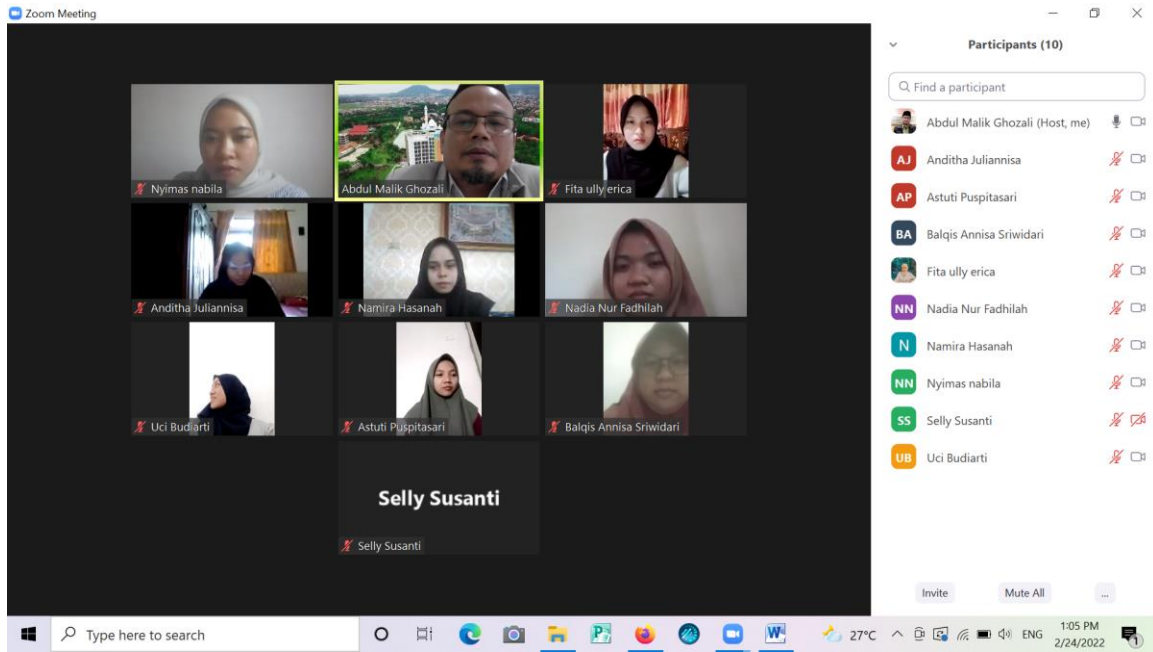 Zoom Meeting
Participants (10)
Find a participant
Abdul Malik Ghozali (Host, me)
AJ Anditha Juliannisa
AP Astuti Puspitasari
BA Balqis Annisa Sriwidari
Fita ully erica
NN Nadia Nur Fadhilah
N Namira Hasanah
NN Nyimas nabila
SS Selly Susanti
UB Uci Budiarti
Nyimas nabila
Abdul Malik Ghozali
Fita ully erica
Anditha Juliannisa
Namira Hasanah
Nadia Nur Fadhilah
Uci Budiarti
Astuti Puspitasari
Balqis Annisa Sriwidari
Selly Susanti
Selly Susanti
Invite Mute All ...
Type here to search
27°C ENG
1:05 PM
2/24/2022
1